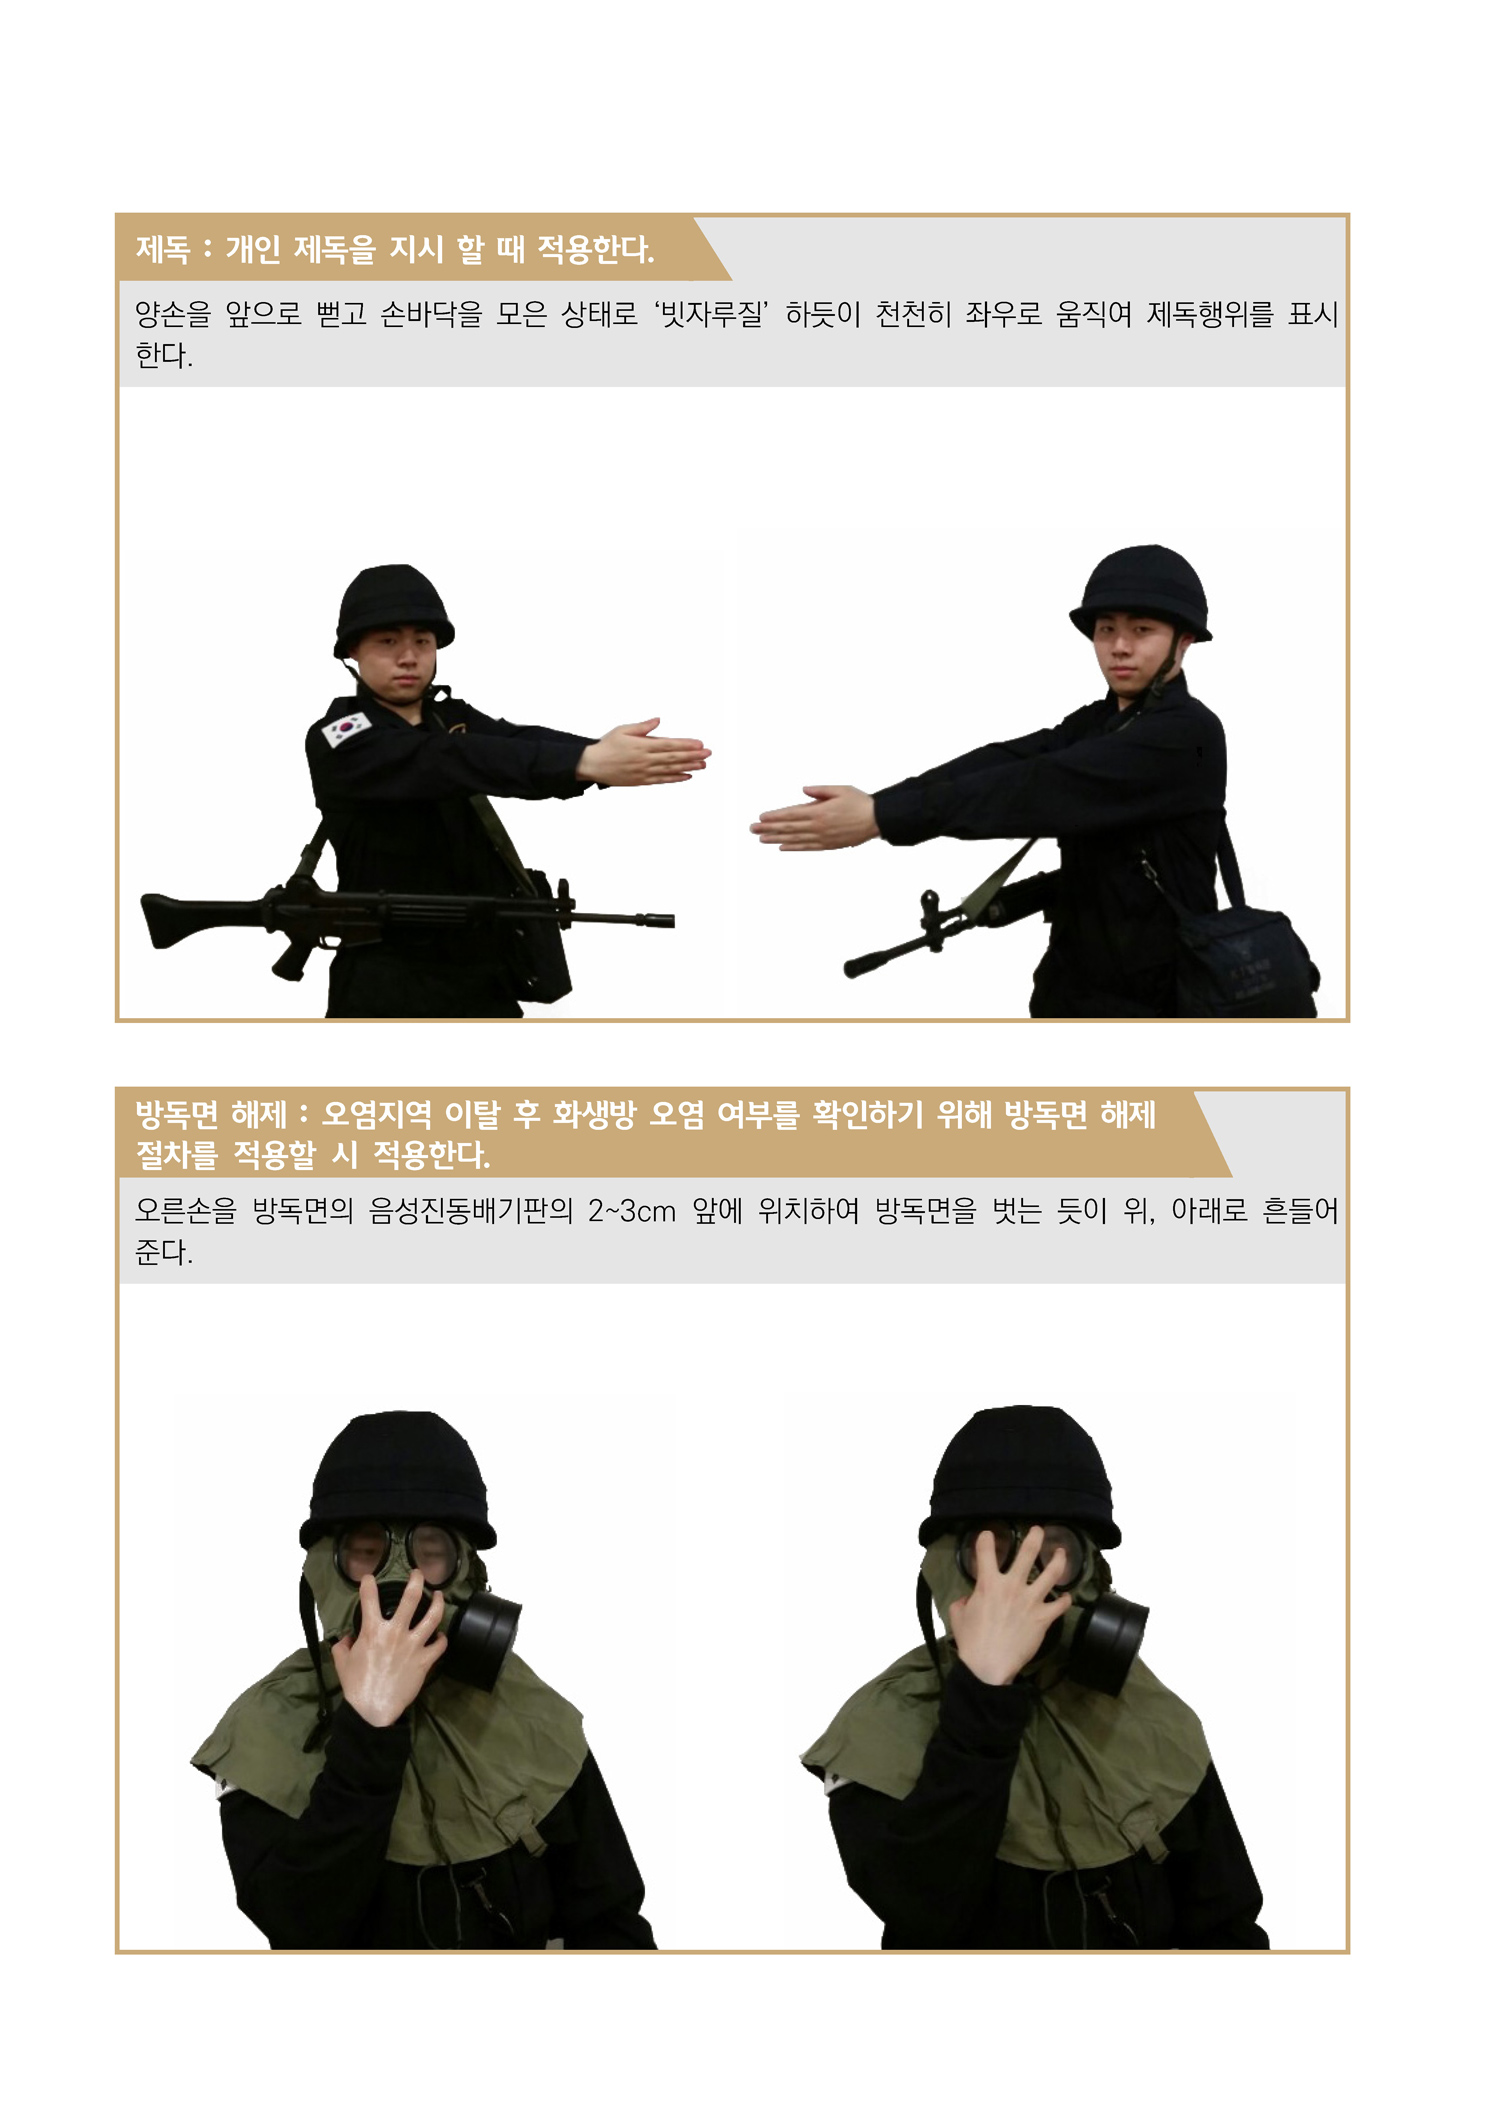 제독 : 개인 제독을 지시 할 때 적용한다.
양손을 앞으로 뻗고 손바닥을 모은 상태로 ‘빗자루질’ 하듯이 천천히 좌우로 움직여 제독행위를 표시
한다.
방독면 해제 : 오염지역 이탈 후 화생방 오염 여부를 확인하기 위해 방독면 해제
절차를 적용할 시 적용한다.
오른손을 방독면의 음성진동배기판의 2~3cm 앞에 위치하여 방독면을 벗는 듯이 위, 아래로 흔들어
준다.